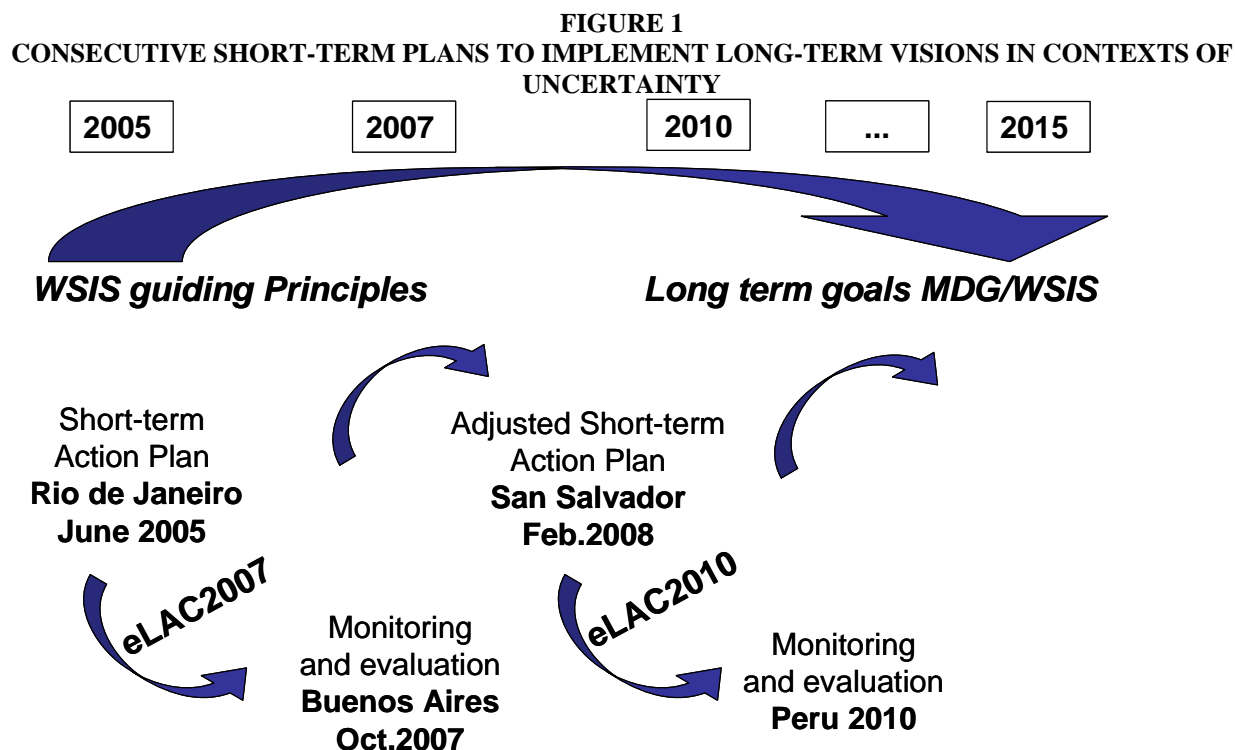 FIGURE 1
CONSECUTIVE SHORT-TERM PLANS TO IMPLEMENT LONG-TERM VISIONS IN CONTEXTS OF
UNCERTAINTY
2005
2007
2010
...
2015
WSIS guiding Principles
Long term goals MDG/WSIS
Short-term
Action Plan
Rio de Janeiro
June 2005
Adjusted Short-term
Action Plan
San Salvador
Feb.2008
eLAC2007
eLAC2010
Monitoring
and evaluation
Buenos Aires
Oct.2007
Monitoring
and evaluation
Peru 2010